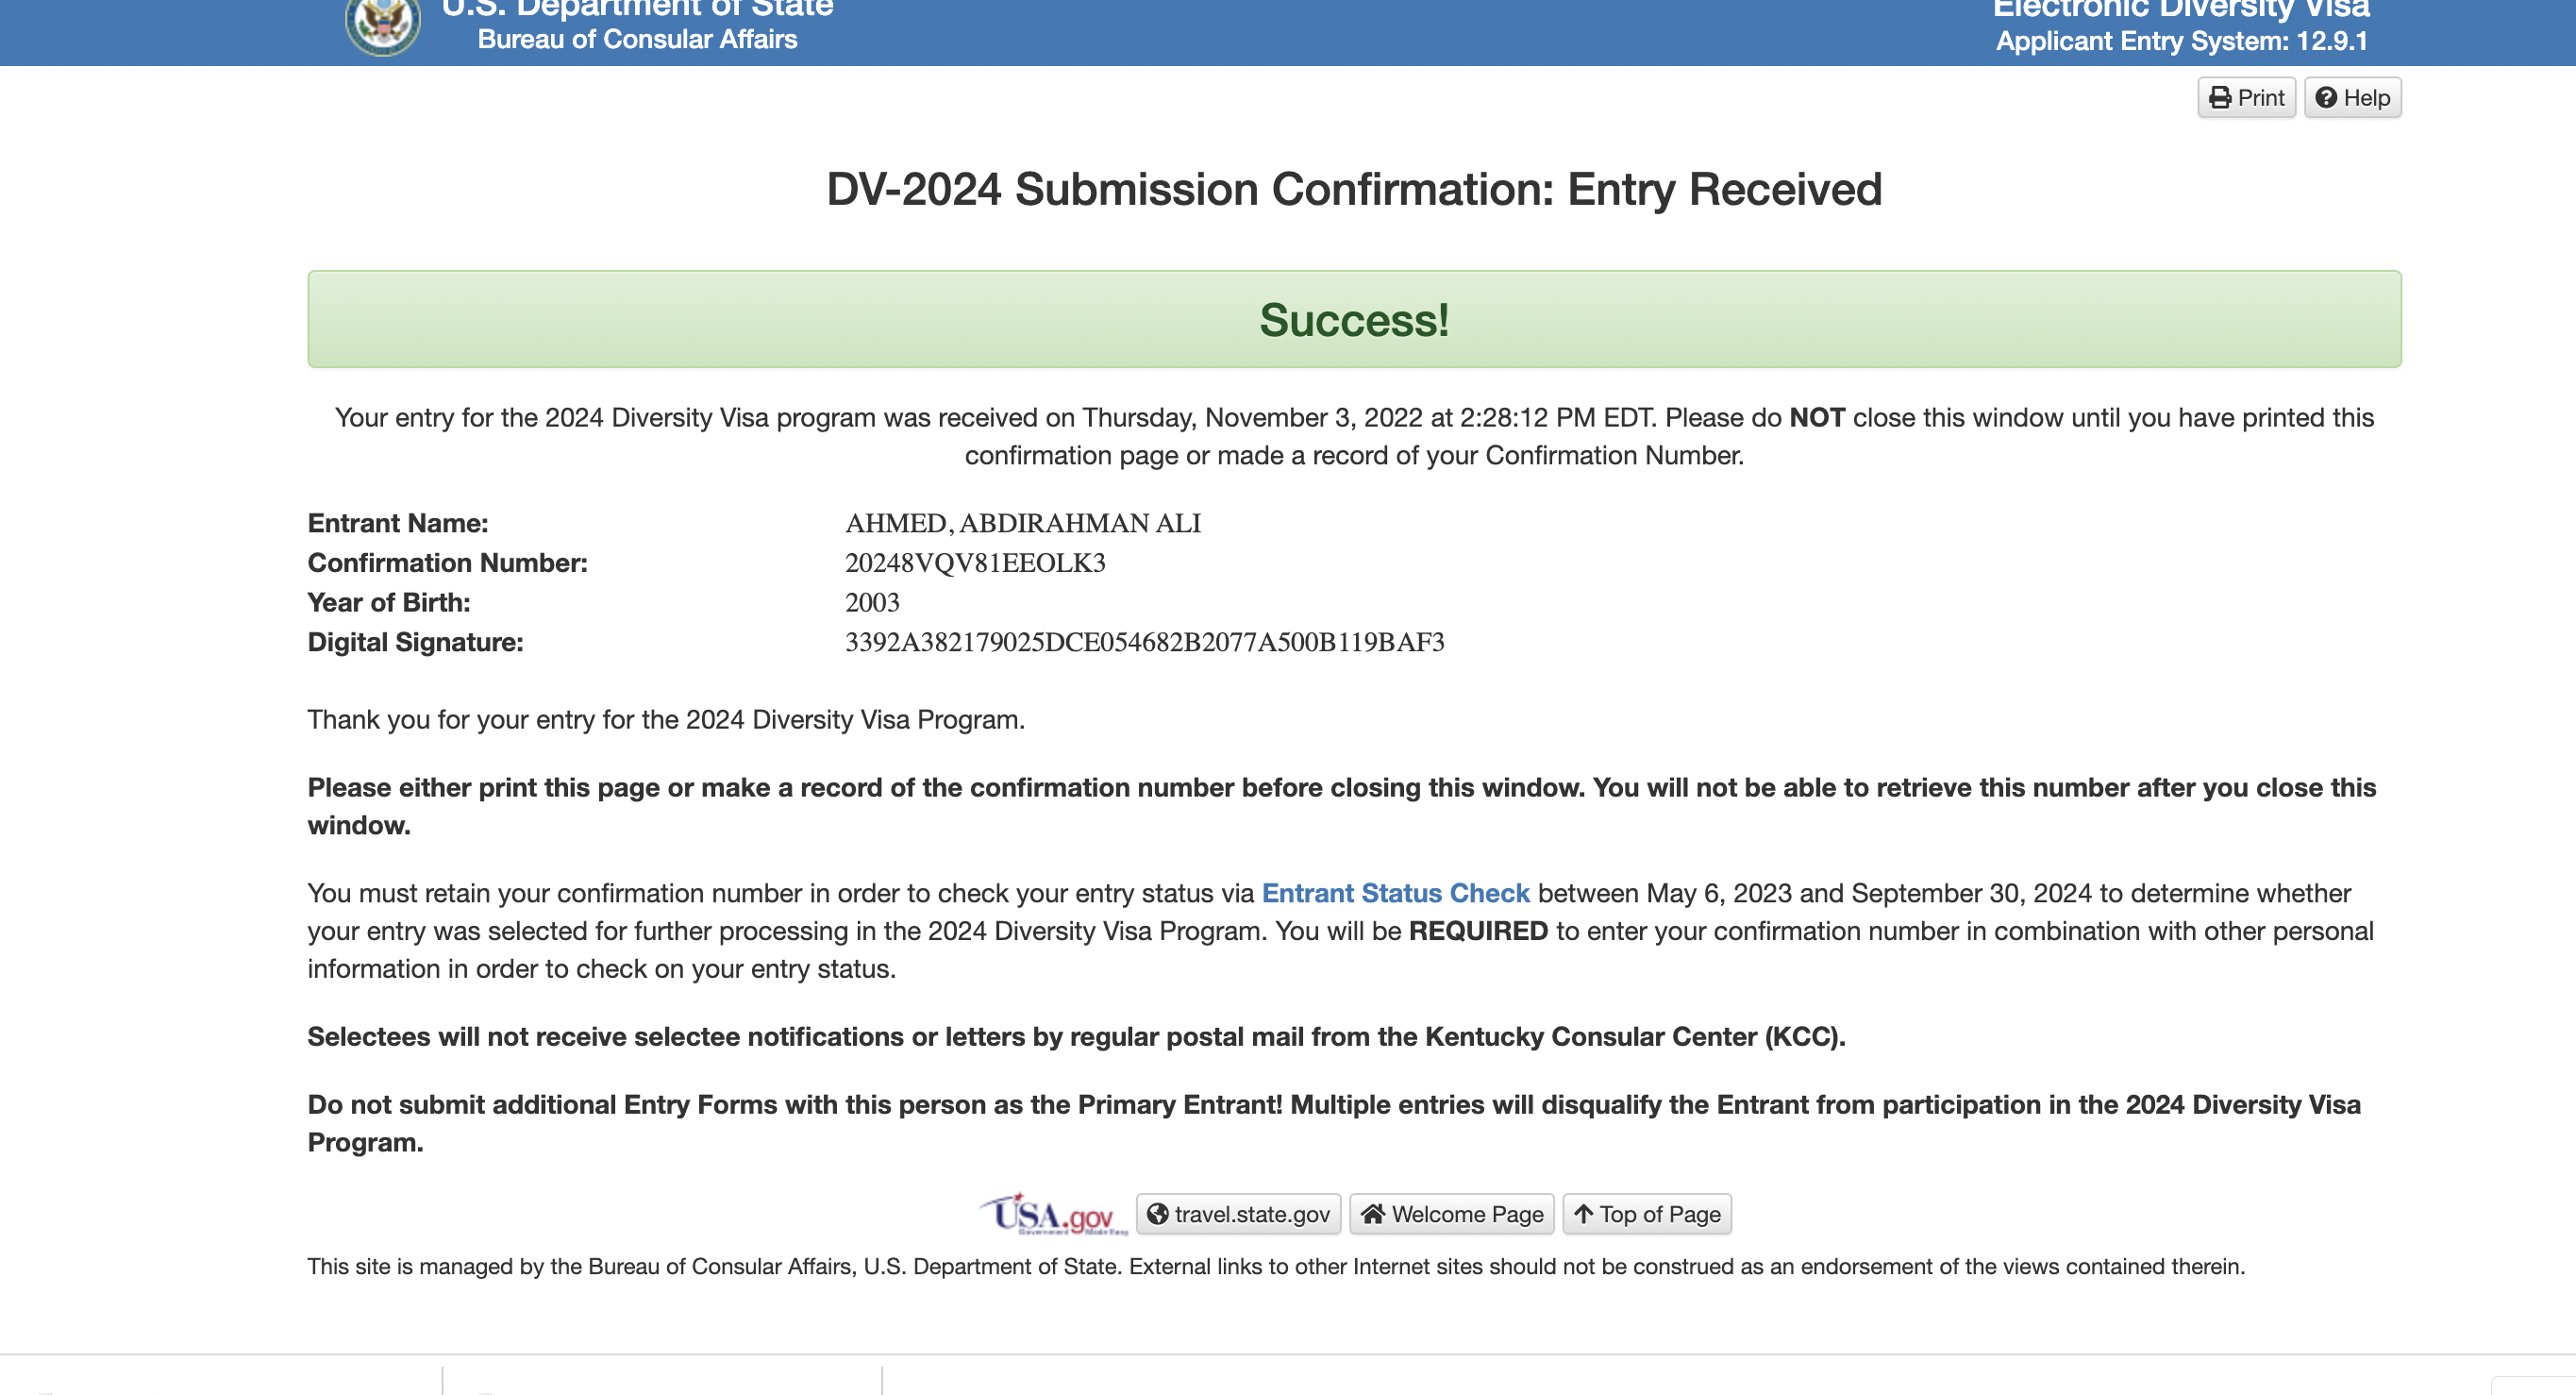 U.S. Department of State
Bureau of Consular Affairs
Electronic Diversity Visa
Applicant Entry System: 12.9.1
Print
Help
DV-2024 Submission Confirmation: Entry Received
Success!
Your entry for the 2024 Diversity Visa program was received on Thursday, November 3, 2022 at 2:28:12 PM EDT. Please do NOT close this window until you have printed this
confirmation page or made a record of your Confirmation Number.
Entrant Name: AHMED, ABDIRAHMAN ALI
Confirmation Number: 20248VQV81EEOLK3
Year of Birth: 2003
Digital Signature: 3392A382179025DCE054682B2077A500B119BAF3
Thank you for your entry for the 2024 Diversity Visa Program.
Please either print this page or make a record of the confirmation number before closing this window. You will not be able to retrieve this number after you close this
window.
You must retain your confirmation number in order to check your entry status via Entrant Status Check between May 6, 2023 and September 30, 2024 to determine whether
your entry was selected for further processing in the 2024 Diversity Visa Program. You will be REQUIRED to enter your confirmation number in combination with other personal
information in order to check on your entry status.
Selectees will not receive selectee notifications or letters by regular postal mail from the Kentucky Consular Center (KCC).
Do not submit additional Entry Forms with this person as the Primary Entrant! Multiple entries will disqualify the Entrant from participation in the 2024 Diversity Visa
Program.
USA.gov
Government Made Easy
travel.state.gov
Welcome Page
Top of Page
This site is managed by the Bureau of Consular Affairs, U.S. Department of State. External links to other Internet sites should not be construed as an endorsement of the views contained therein.